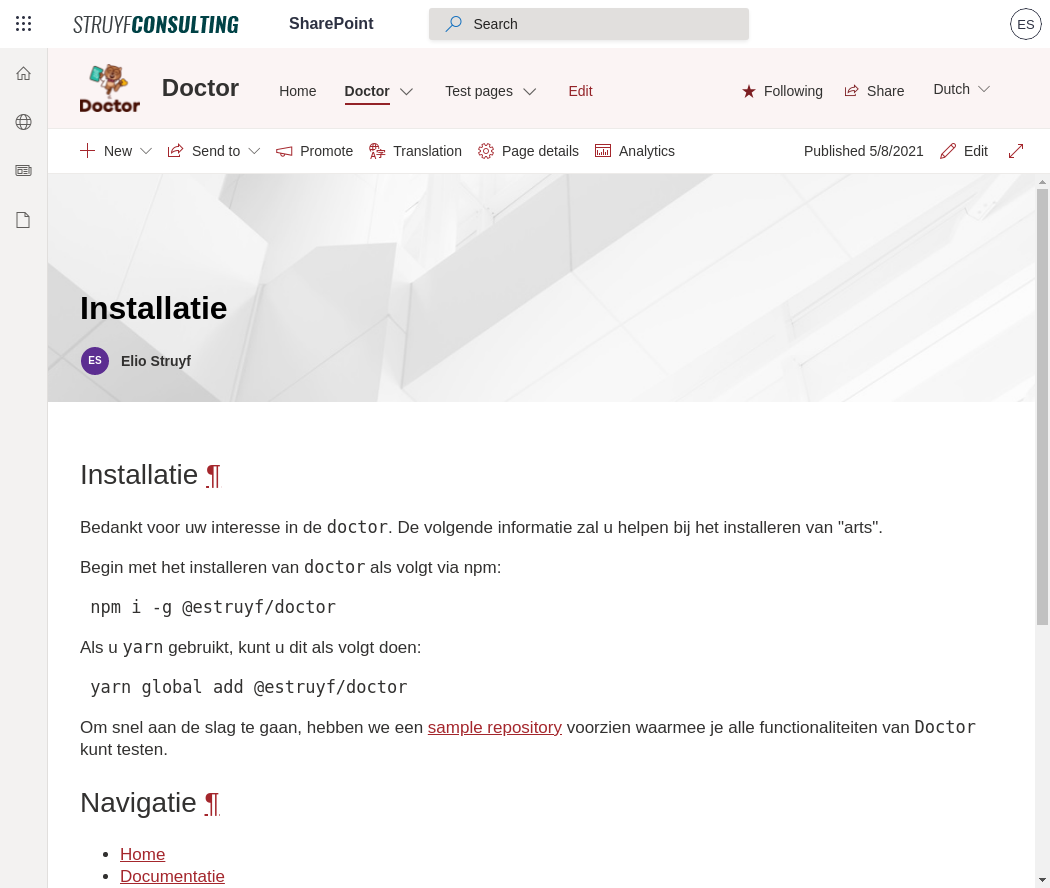 STRUYFCONSULTING SharePoint Search ES
Doctor Doctor Home Doctor Test pages Edit Following Share Dutch
New Send to Promote Translation Page details Analytics Published 5/8/2021 Edit
Installatie
ES Elio Struyf
Installatie ¶
Bedankt voor uw interesse in de doctor. De volgende informatie zal u helpen bij het installeren van "arts".
Begin met het installeren van doctor als volgt via npm:
npm i -g @estruyf/doctor
Als u yarn gebruikt, kunt u dit als volgt doen:
yarn global add @estruyf/doctor
Om snel aan de slag te gaan, hebben we een sample repository voorzien waarmee je alle functionaliteiten van Doctor
kunt testen.
Navigatie ¶
Home
Documentatie